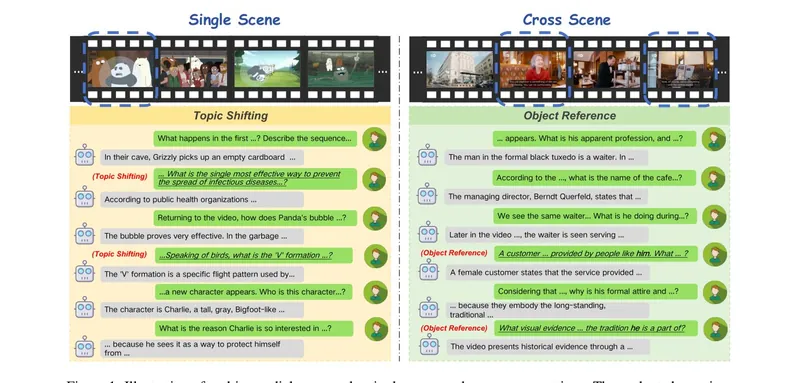 Single Scene
Topic Shifting
What happens in the first ...? Describe the sequence...
In their cave, Grizzly picks up an empty cardboard ...
(Topic Shifting)
... What is the single most effective way to prevent
the spread of infectious diseases...?
According to public health organizations ...
Returning to the video, how does Panda's bubble ...?
The bubble proves very effective. In the garbage ...
(Topic Shifting)
...Speaking of birds, what is the 'V' formation ...?
The 'V' formation is a specific flight pattern used by...
...a new character appears. Who is this character...?
The character is Charlie, a tall, gray, Bigfoot-like ...
What is the reason Charlie is so interested in ...?
... because he sees it as a way to protect himself
from ...
Cross Scene
Object Reference
... appears. What is his apparent profession, and ...?
The man in the formal black tuxedo is a waiter. In ...
According to the ..., what is the name of the cafe...?
The managing director, Berndt Querfeld, states that ...
We see the same waiter... What is he doing during...?
Later in the video ..., the waiter is seen serving ...
(Object Reference)
A customer ... provided by people like him. What ... ?
A female customer states that the service provided ...
Considering that ..., why is his formal attire and ...?
... because they embody the long-standing,
traditional ...
(Object Reference)
What visual evidence ... the tradition he is a part of?
The video presents historical evidence through a ...